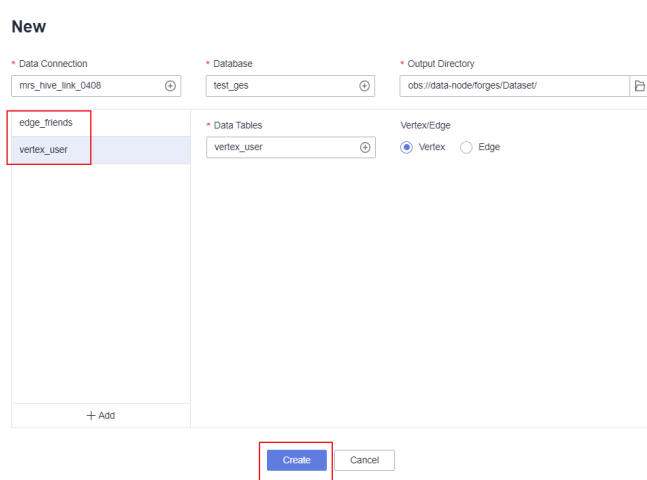 New
* Data Connection * Database * Output Directory
mrs_hive_link_0408 test_ges obs://data-node/forges/Dataset/
edge_friends
vertex_user
* Data Tables Vertex/Edge
vertex_user Vertex Edge
+ Add
Create Cancel